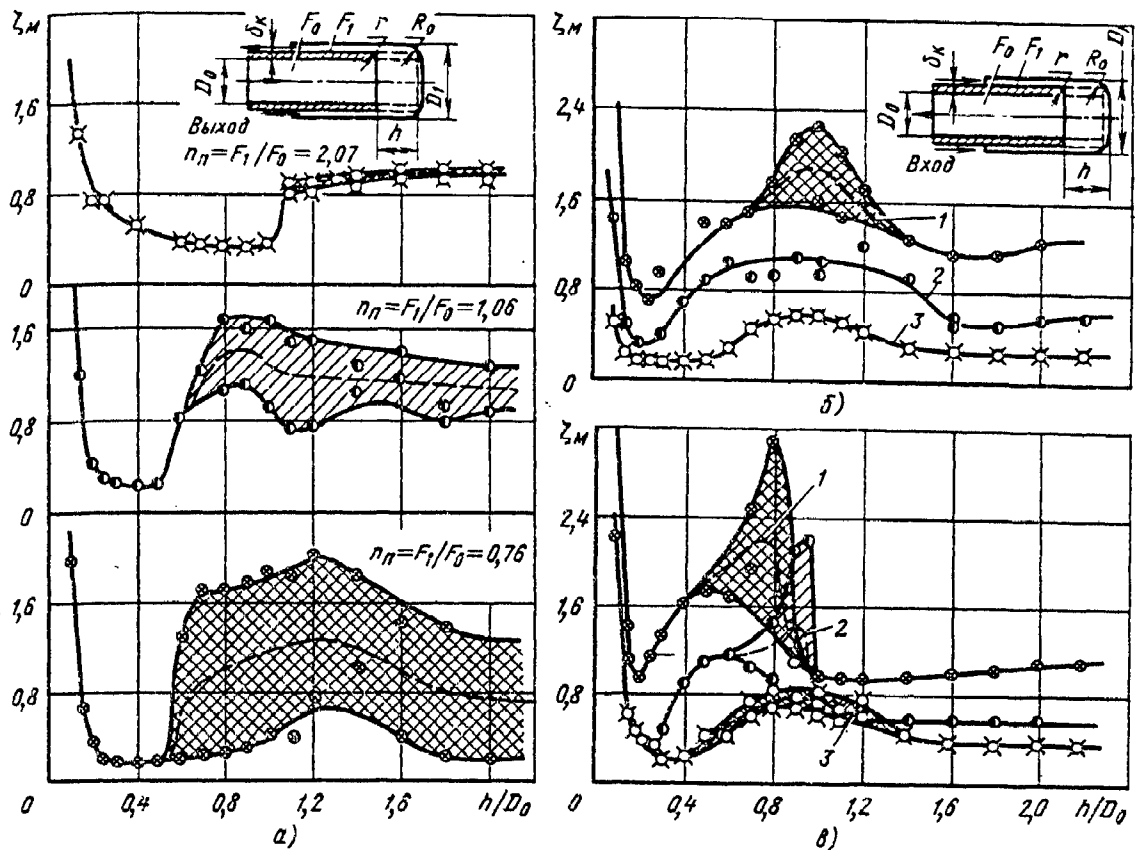 ζм
δк
F₀ F₁ r R₀
D₀
D₁
h
Выход
nп=F₁/F₀=2,07
1,6
0,8
0
nп=F₁/F₀=1,06
1,6
0,8
0
nп=F₁/F₀=0,76
1,6
0,8
0 0,4 0,8 1,2 1,6 h/D₀
а)
ζм
δк
F₀ F₁ r R₀
D₀
Вход
h
2,4
1,6
0,8
0
1
2
3
б)
ζм
2,4
1,6
0,8
1
2
3
0 0,4 0,8 1,2 1,6 2,0 h/D₀
в)